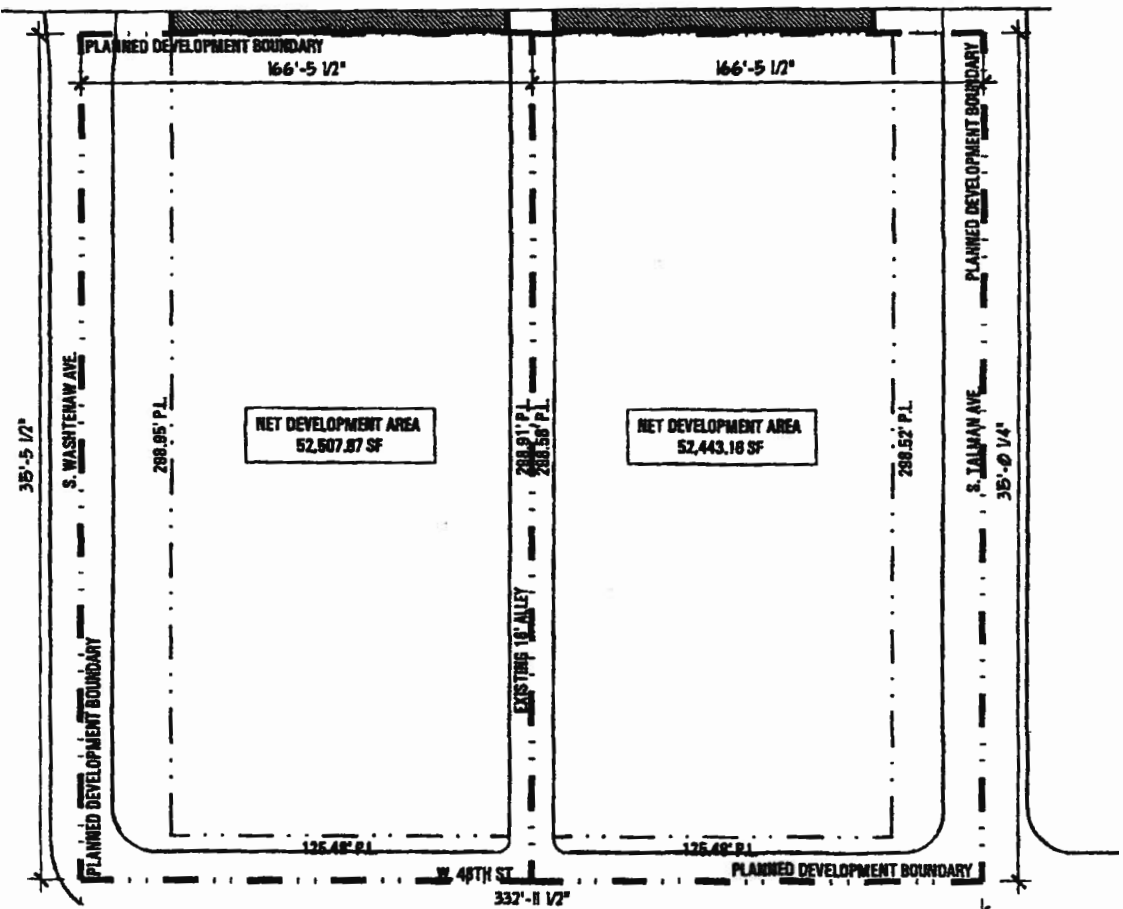 PLANNED DEVELOPMENT BOUNDARY
166'-5 1/2"
166'-5 1/2"
PLANNED DEVELOPMENT BOUNDARY
S. WASHTENAW AVE.
315'-5 1/2"
298.95' P.L.
NET DEVELOPMENT AREA
52,507.87 SF
298.91' P.L.
298.58' P.L.
NET DEVELOPMENT AREA
52,443.16 SF
298.52' P.L.
S. TALMAN AVE.
315'-0 1/4"
EXISTING 16' ALLEY
PLANNED DEVELOPMENT BOUNDARY
125.48' P.L.
125.48' P.L.
W. 48TH ST
PLANNED DEVELOPMENT BOUNDARY
332'-11 1/2"